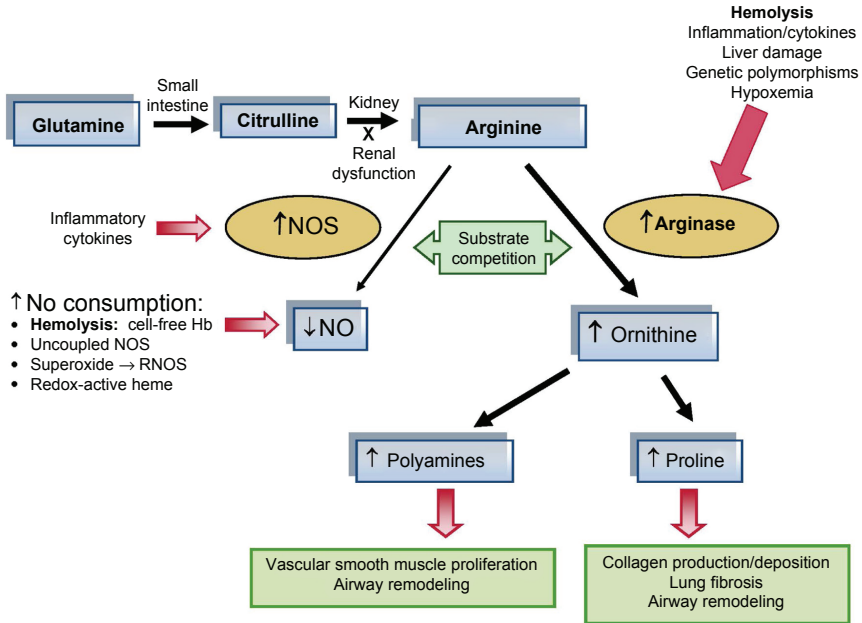 Hemolysis
Inflammation/cytokines
Liver damage
Genetic polymorphisms
Hypoxemia
Small
intestine
Kidney
X
Renal
dysfunction
Glutamine
Citrulline
Arginine
Inflammatory
cytokines
↑NOS
Substrate
competition
↑Arginase
↑ No consumption:
• Hemolysis: cell-free Hb
• Uncoupled NOS
• Superoxide → RNOS
• Redox-active heme
↓NO
↑ Ornithine
↑ Polyamines
↑ Proline
Vascular smooth muscle proliferation
Airway remodeling
Collagen production/deposition
Lung fibrosis
Airway remodeling